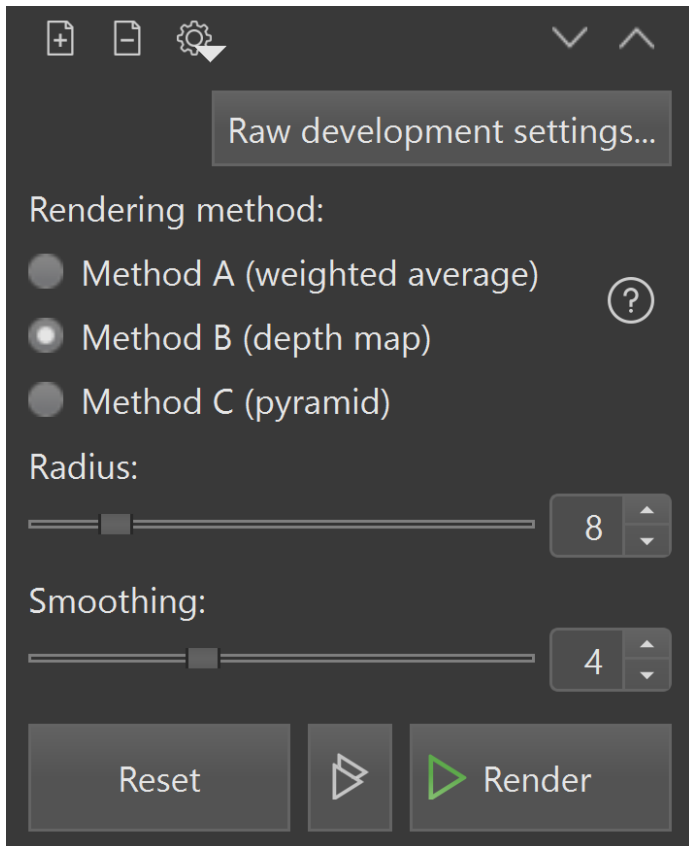 Raw development settings...
Rendering method:
Method A (weighted average)
?
Method B (depth map)
Method C (pyramid)
Radius:
8
Smoothing:
4
Reset
Render